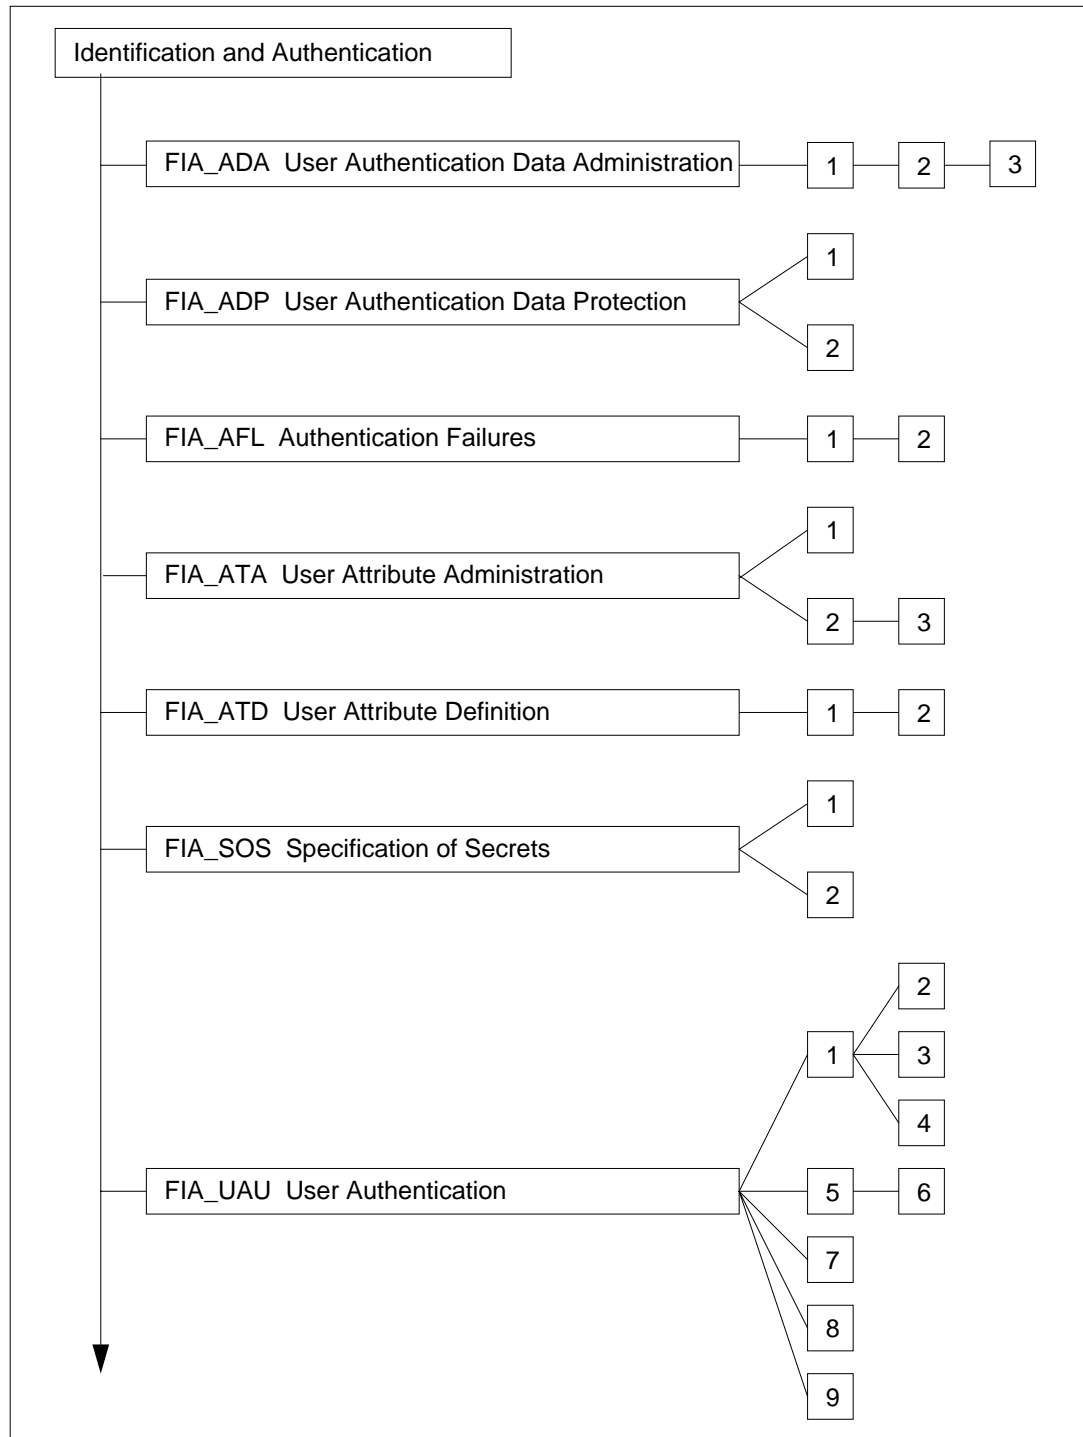 Identification and Authentication
FIA_ADA User Authentication Data Administration 1 2 3
1
FIA_ADP User Authentication Data Protection
2
FIA_AFL Authentication Failures 1 2
1
FIA_ATA User Attribute Administration
2 3
FIA_ATD User Attribute Definition 1 2
1
FIA_SOS Specification of Secrets
2
2
1 3
4
FIA_UAU User Authentication 5 6
7
8
9